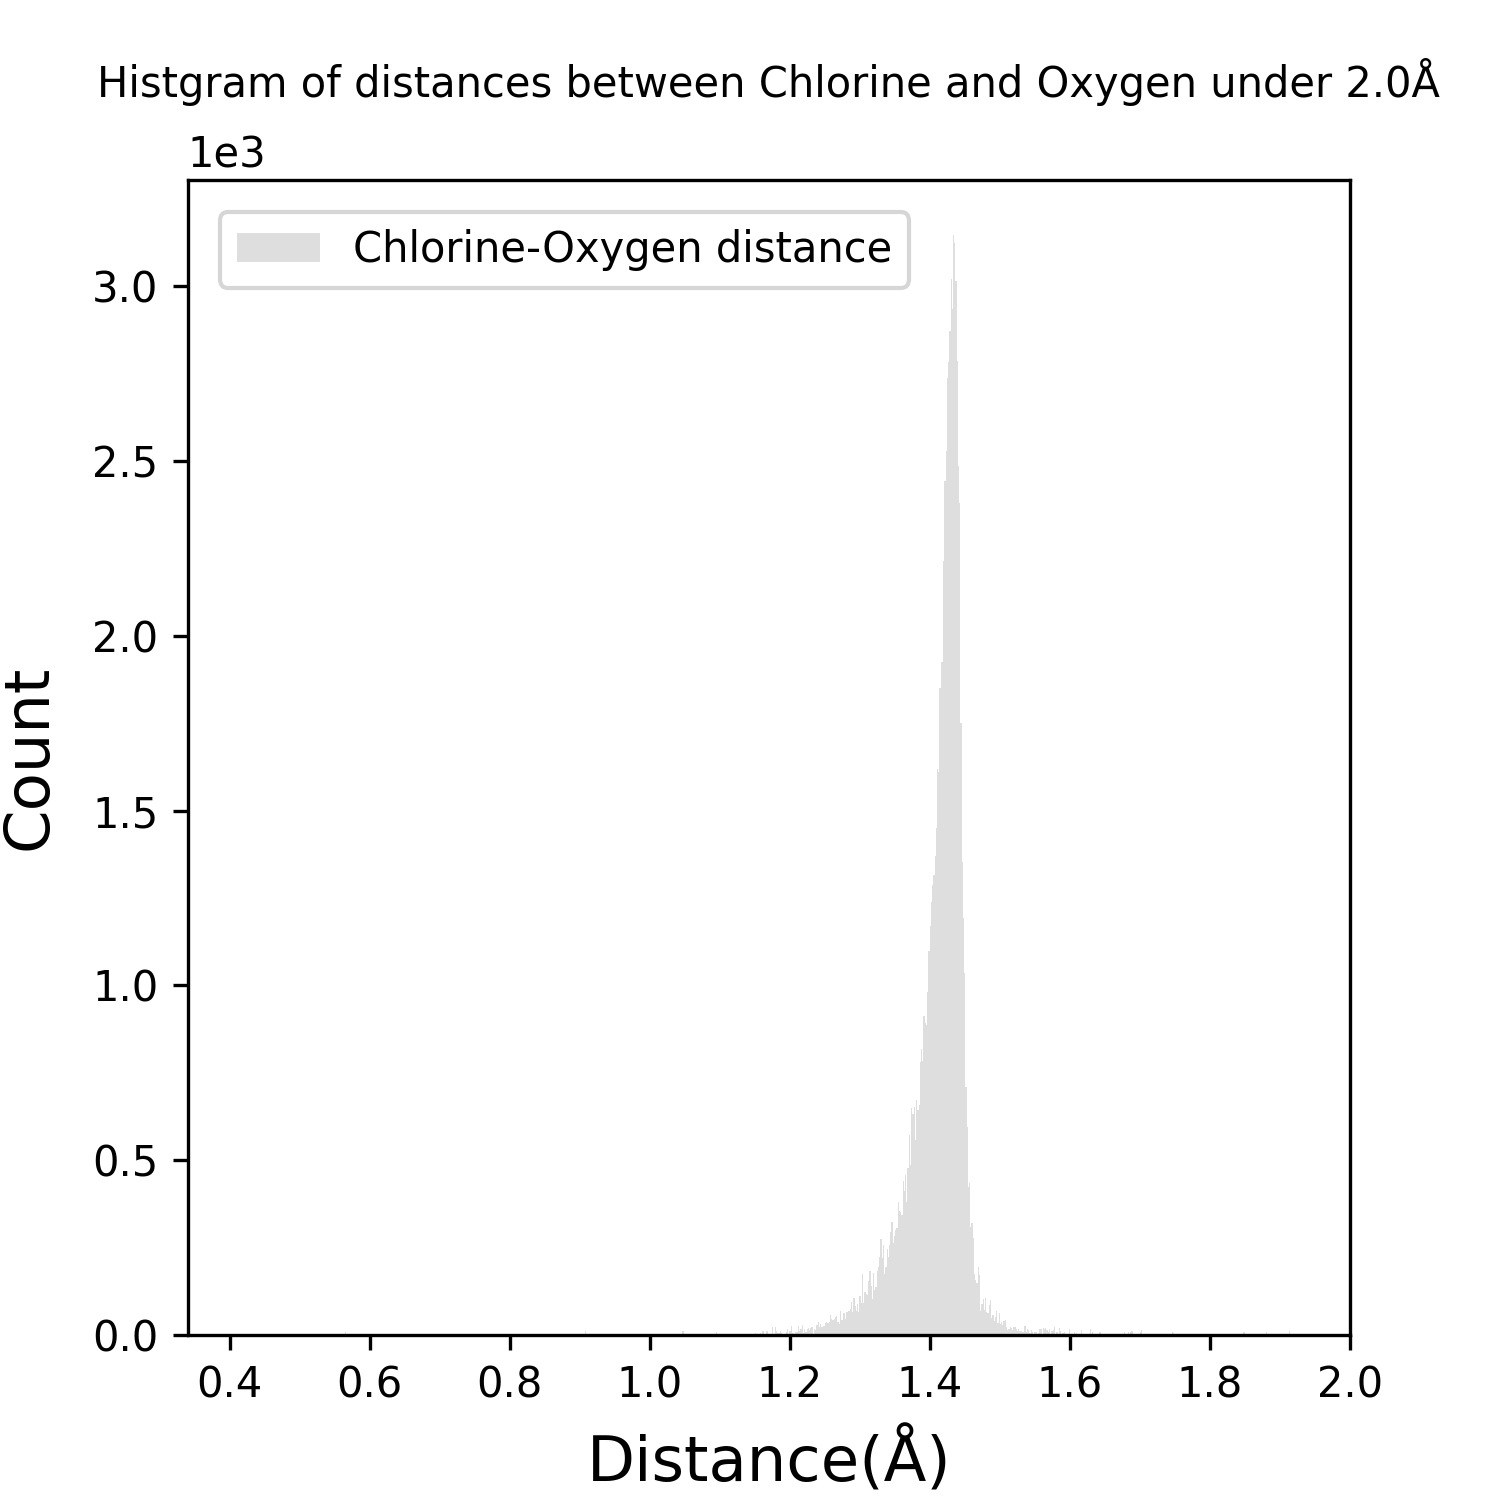 Histgram of distances between Chlorine and Oxygen under 2.0Å
1e3
Chlorine-Oxygen distance
3.0
2.5
2.0
1.5
1.0
0.5
0.0
Count
0.4 0.6 0.8 1.0 1.2 1.4 1.6 1.8 2.0
Distance(Å)